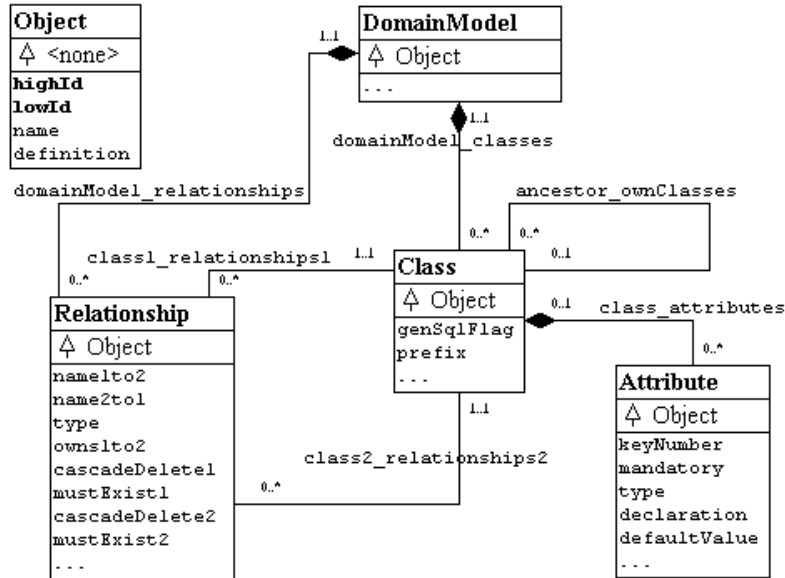 Object
<none>
highId
lowId
name
definition
DomainModel
Object
...
1..1
1..1
domainModel_classes
domainModel_relationships
ancestor_ownClasses
0..*
0..*
0..1
class1_relationships1
1..1
0..*
0..*
Class
Object
genSqlFlag
prefix
...
0..1
class_attributes
0..*
Relationship
Object
name1to2
name2to1
type
owns1to2
cascadeDelete1
mustExist1
cascadeDelete2
mustExist2
...
1..1
class2_relationships2
0..*
Attribute
Object
keyNumber
mandatory
type
declaration
defaultValue
...